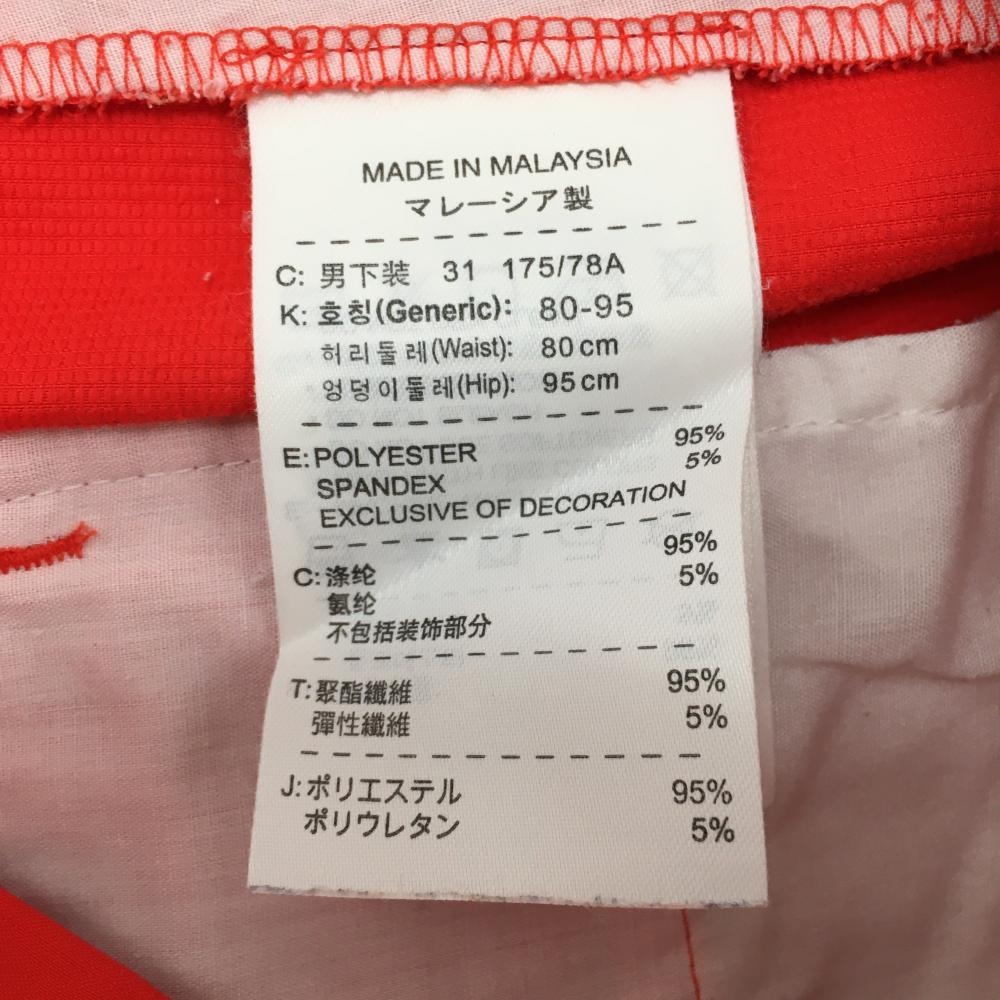 MADE IN MALAYSIA
マレーシア製
C: 男下装 31 175/78A
K: 호칭(Generic): 80-95
허리둘레(Waist): 80 cm
엉덩이둘레(Hip): 95 cm
E: POLYESTER 95%
SPANDEX 5%
EXCLUSIVE OF DECORATION
C: 涤纶 95%
氨纶 5%
不包括装饰部分
T: 聚酯纖維 95%
彈性纖維 5%
J: ポリエステル 95%
ポリウレタン 5%